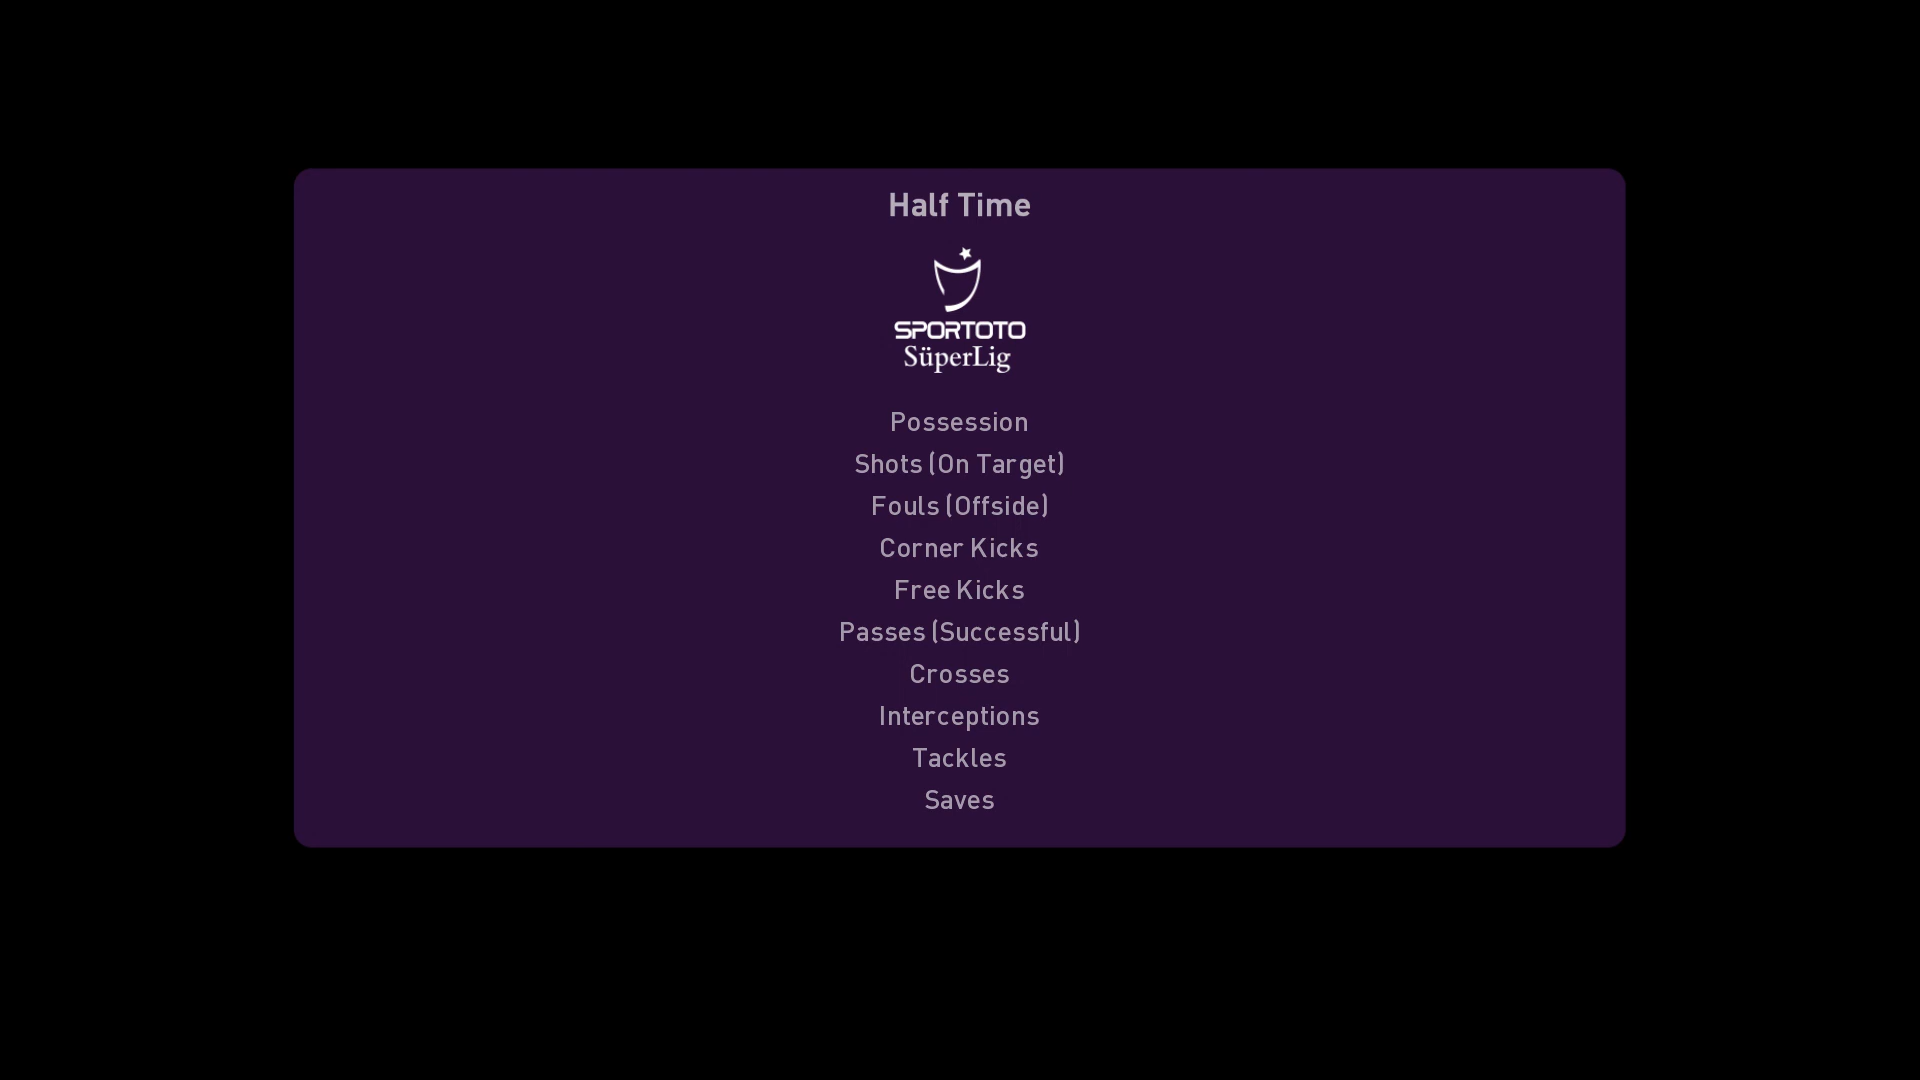 Half Time
SPORTOTO
SüperLig
Possession
Shots (On Target)
Fouls (Offside)
Corner Kicks
Free Kicks
Passes (Successful)
Crosses
Interceptions
Tackles
Saves